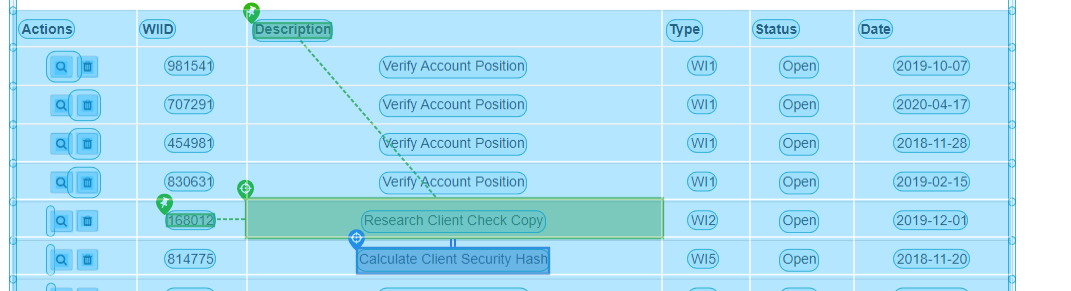 Actions WIID Description Type Status Date
981541 Verify Account Position WI1 Open 2019-10-07
707291 Verify Account Position WI1 Open 2020-04-17
454981 Verify Account Position WI1 Open 2018-11-28
830631 Verify Account Position WI1 Open 2019-02-15
168012 Research Client Check Copy WI2 Open 2019-12-01
814775 Calculate Client Security Hash WI5 Open 2018-11-20